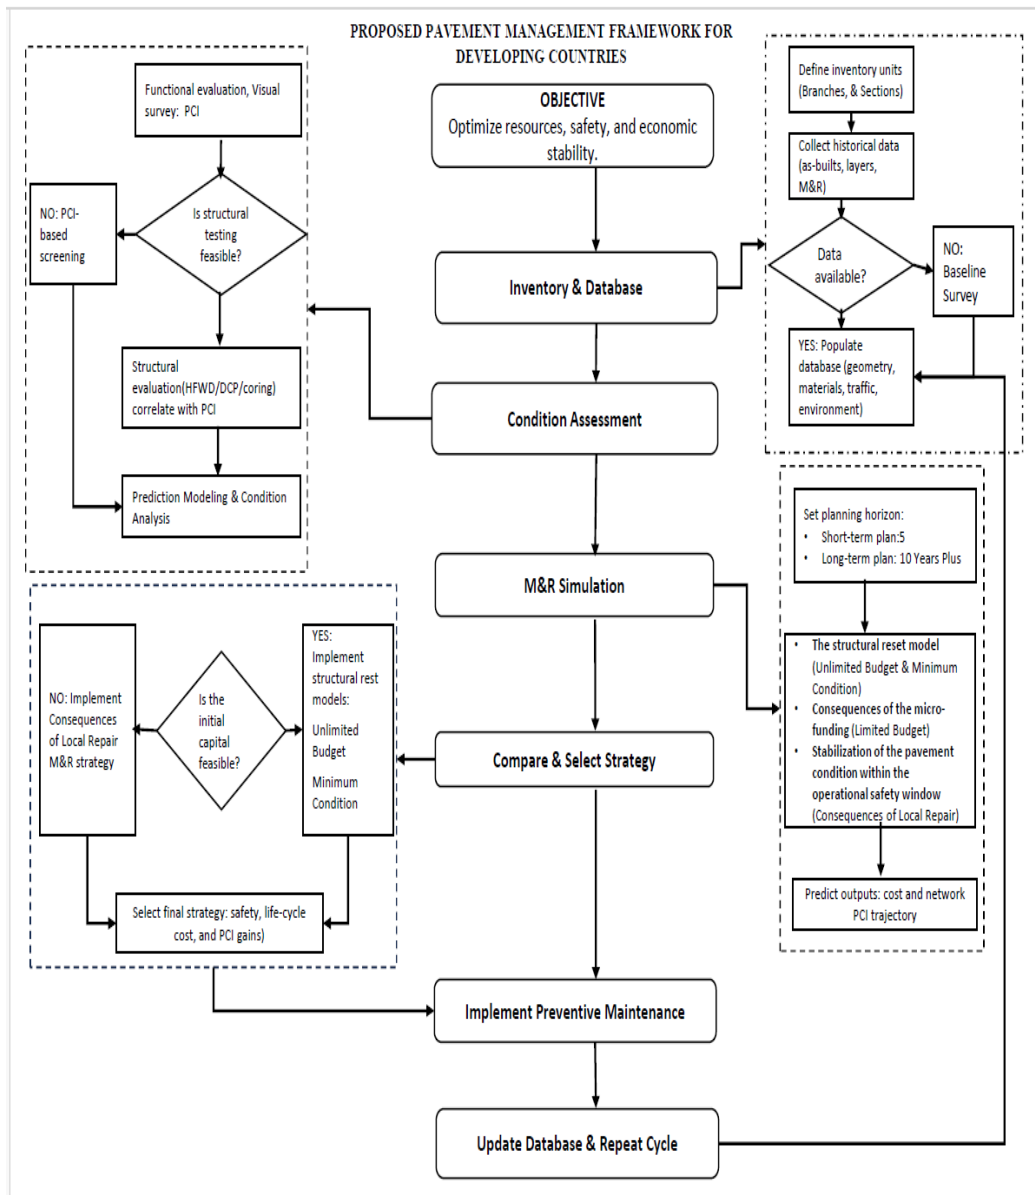 PROPOSED PAVEMENT MANAGEMENT FRAMEWORK FOR
DEVELOPING COUNTRIES
OBJECTIVE
Optimize resources, safety, and economic
stability.
Inventory & Database
Condition Assessment
M&R Simulation
Compare & Select Strategy
Implement Preventive Maintenance
Update Database & Repeat Cycle
Functional evaluation, Visual
survey: PCI
Is structural
testing
feasible?
NO: PCI-
based
screening
Structural
evaluation(HFWD/DCP/coring)
correlate with PCI
Prediction Modeling & Condition
Analysis
Define inventory units
(Branches, & Sections)
Collect historical data
(as-builts, layers,
M&R)
Data
available?
NO:
Baseline
Survey
YES: Populate
database (geometry,
materials, traffic,
environment)
Set planning horizon:
• Short-term plan:5
• Long-term plan: 10 Years Plus
• The structural reset model
(Unlimited Budget & Minimum
Condition)
• Consequences of the micro-
funding (Limited Budget)
• Stabilization of the pavement
condition within the
operational safety window
(Consequences of Local Repair)
Predict outputs: cost and network
PCI trajectory
NO: Implement
Consequences
of Local Repair
M&R strategy
Is the
initial
capital
feasible?
YES:
Implement
structural rest
models:
Unlimited
Budget
Minimum
Condition
Select final strategy: safety, life-cycle
cost, and PCI gains)